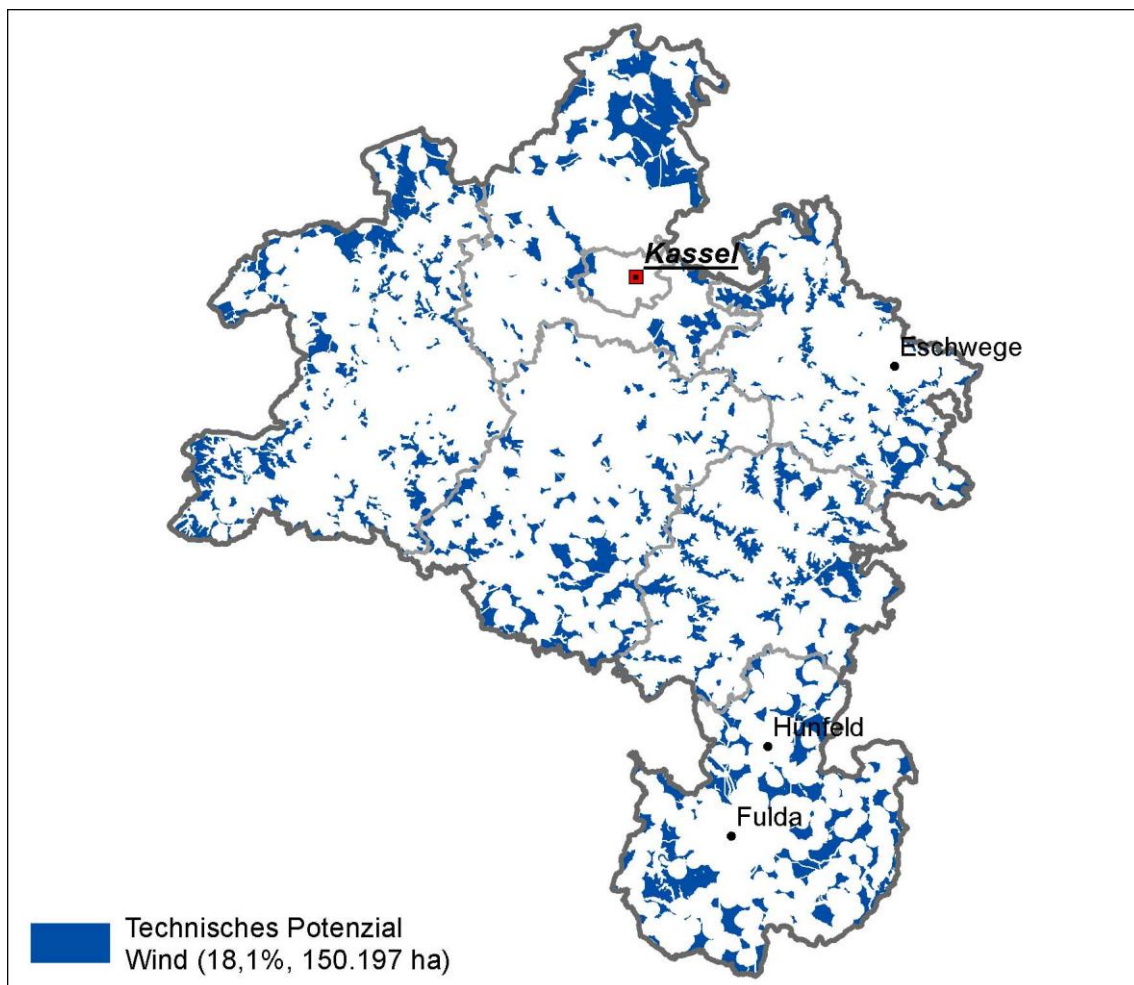 Kassel
Eschwege
Hünfeld
Fulda
Technisches Potenzial
Wind (18,1%, 150.197 ha)